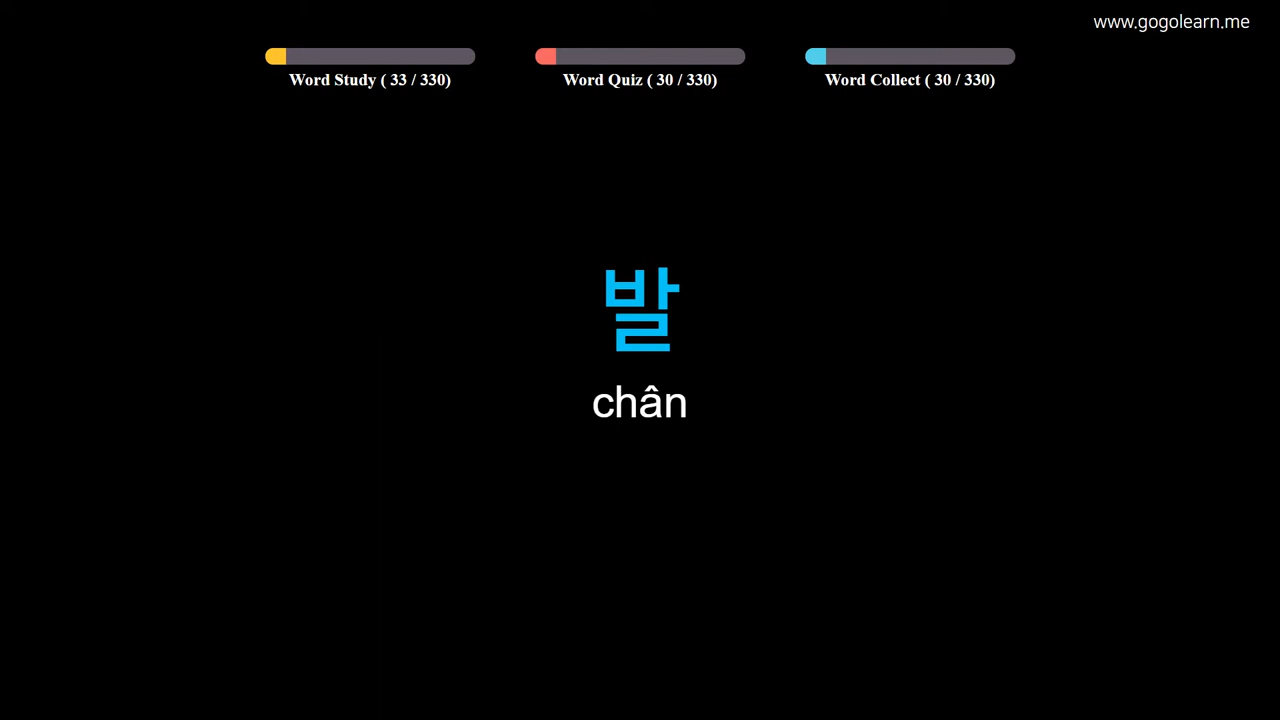 www.gogolearn.me
Word Study ( 33 / 330)
Word Quiz ( 30 / 330)
Word Collect ( 30 / 330)
발
chân